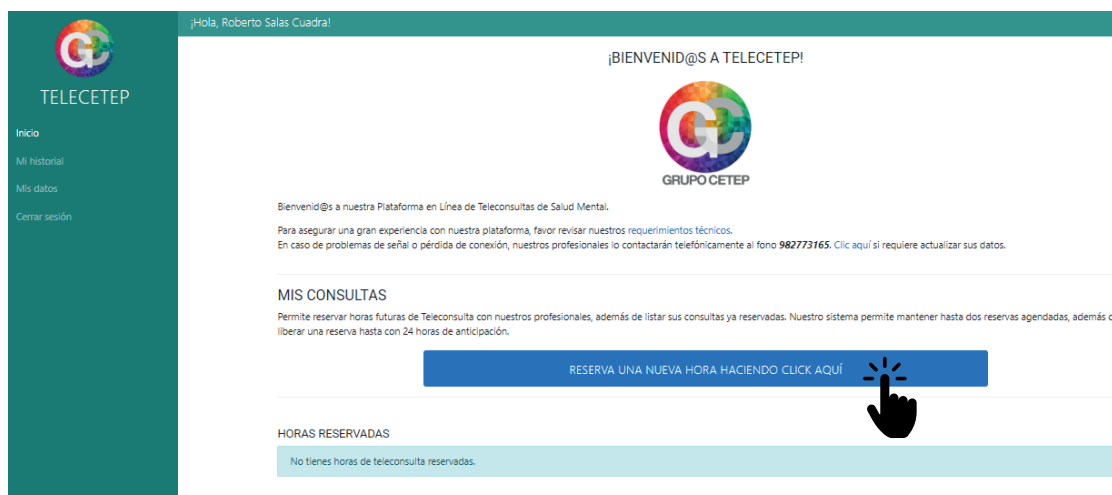 ¡Hola, Roberto Salas Cuadra!
GC
TELECETEP
Inicio
Mi historial
Mis datos
Cerrar sesión
¡BIENVENID@S A TELECETEP!
GC
GRUPO CETEP
Bienvenid@s a nuestra Plataforma en Línea de Teleconsultas de Salud Mental.
Para asegurar una gran experiencia con nuestra plataforma, favor revisar nuestros requerimientos técnicos.
En caso de problemas de señal o pérdida de conexión, nuestros profesionales lo contactarán telefónicamente al fono 982773165. Clic aquí si requiere actualizar sus datos.
MIS CONSULTAS
Permite reservar horas futuras de Teleconsulta con nuestros profesionales, además de listar sus consultas ya reservadas. Nuestro sistema permite mantener hasta dos reservas agendadas, además
liberar una reserva hasta con 24 horas de anticipación.
RESERVA UNA NUEVA HORA HACIENDO CLICK AQUÍ
HORAS RESERVADAS
No tienes horas de teleconsulta reservadas.